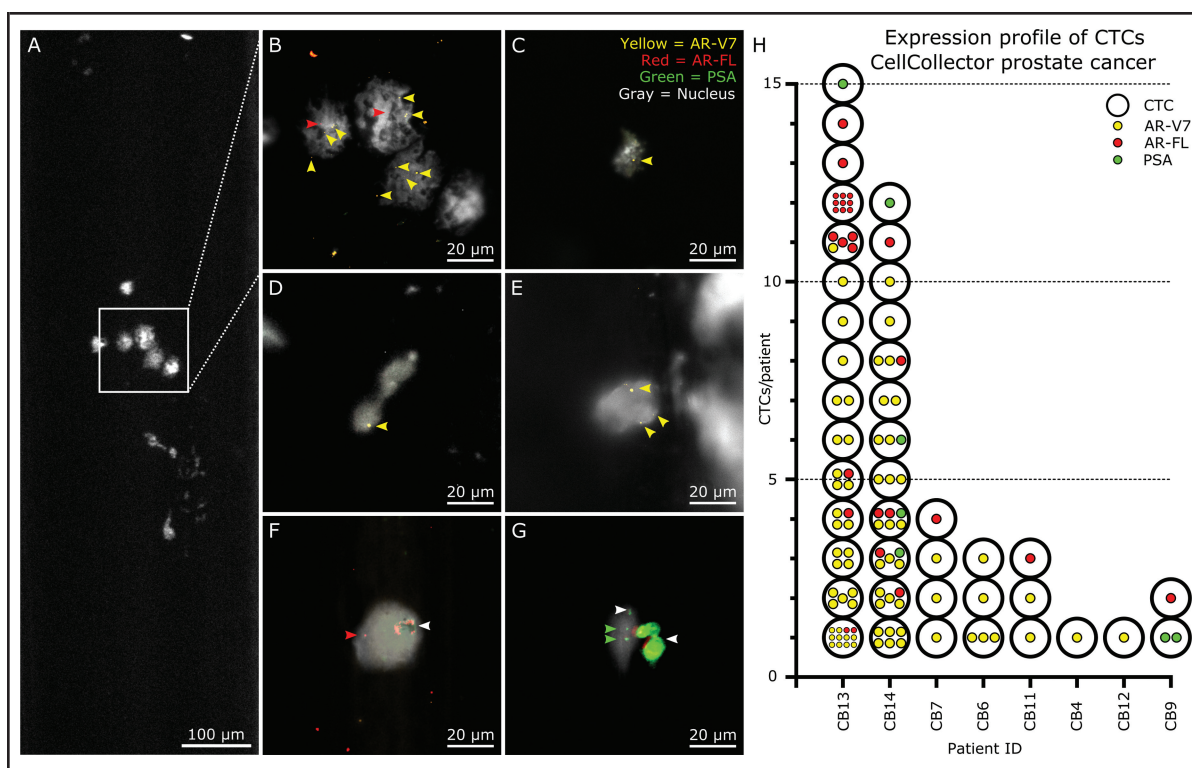 A
100 µm
B
20 µm
C
Yellow = AR-V7
Red = AR-FL
Green = PSA
Gray = Nucleus
20 µm
D
20 µm
E
20 µm
F
20 µm
G
20 µm
H
Expression profile of CTCs
CellCollector prostate cancer
CTC
AR-V7
AR-FL
PSA
CTCs/patient
15
10
5
0
CB13
CB14
CB7
CB6
CB11
CB4
CB12
CB9
Patient ID